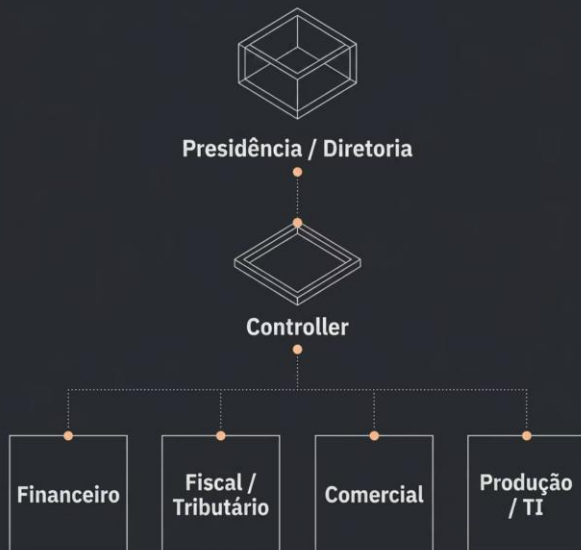 Presidência / Diretoria
Controller
Financeiro
Fiscal /
Tributário
Comercial
Produção
/ TI